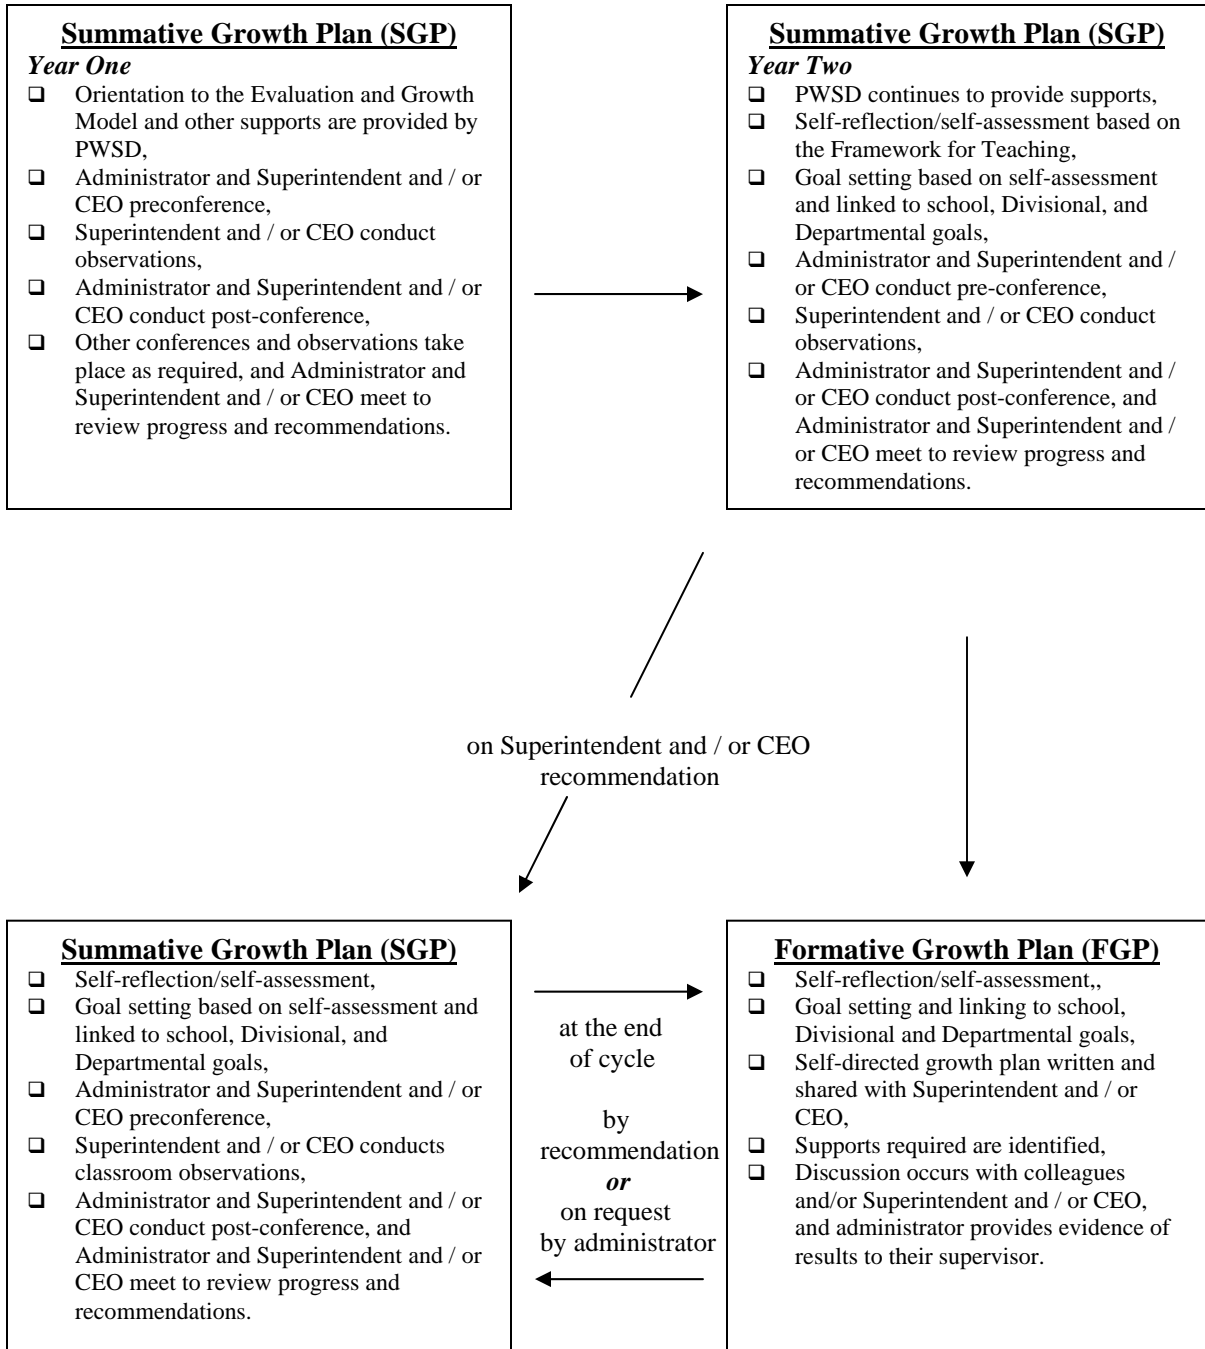 Summative Growth Plan (SGP)
Year One
❑ Orientation to the Evaluation and Growth
Model and other supports are provided by
PWSD,
❑ Administrator and Superintendent and / or
CEO preconference,
❑ Superintendent and / or CEO conduct
observations,
❑ Administrator and Superintendent and / or
CEO conduct post-conference,
❑ Other conferences and observations take
place as required, and Administrator and
Superintendent and / or CEO meet to
review progress and recommendations.
Summative Growth Plan (SGP)
Year Two
❑ PWSD continues to provide supports,
❑ Self-reflection/self-assessment based on
the Framework for Teaching,
❑ Goal setting based on self-assessment
and linked to school, Divisional, and
Departmental goals,
❑ Administrator and Superintendent and /
or CEO conduct pre-conference,
❑ Superintendent and / or CEO conduct
observations,
❑ Administrator and Superintendent and /
or CEO conduct post-conference, and
Administrator and Superintendent and /
or CEO meet to review progress and
recommendations.
on Superintendent and / or CEO
recommendation
Summative Growth Plan (SGP)
❑ Self-reflection/self-assessment,
❑ Goal setting based on self-assessment and
linked to school, Divisional, and
Departmental goals,
❑ Administrator and Superintendent and / or
CEO preconference,
❑ Superintendent and / or CEO conducts
classroom observations,
❑ Administrator and Superintendent and / or
CEO conduct post-conference, and
Administrator and Superintendent and / or
CEO meet to review progress and
recommendations.
at the end
of cycle
by
recommendation
or
on request
by administrator
Formative Growth Plan (FGP)
❑ Self-reflection/self-assessment,,
❑ Goal setting and linking to school,
Divisional and Departmental goals,
❑ Self-directed growth plan written and
shared with Superintendent and / or
CEO,
❑ Supports required are identified,
❑ Discussion occurs with colleagues
and/or Superintendent and / or CEO,
and administrator provides evidence of
results to their supervisor.